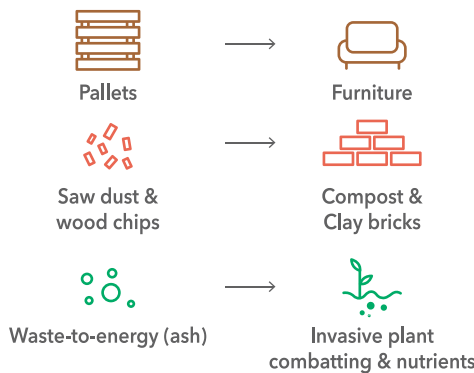 Pallets
Furniture
Saw dust &
wood chips
Compost &
Clay bricks
Waste-to-energy (ash)
Invasive plant
combatting & nutrients